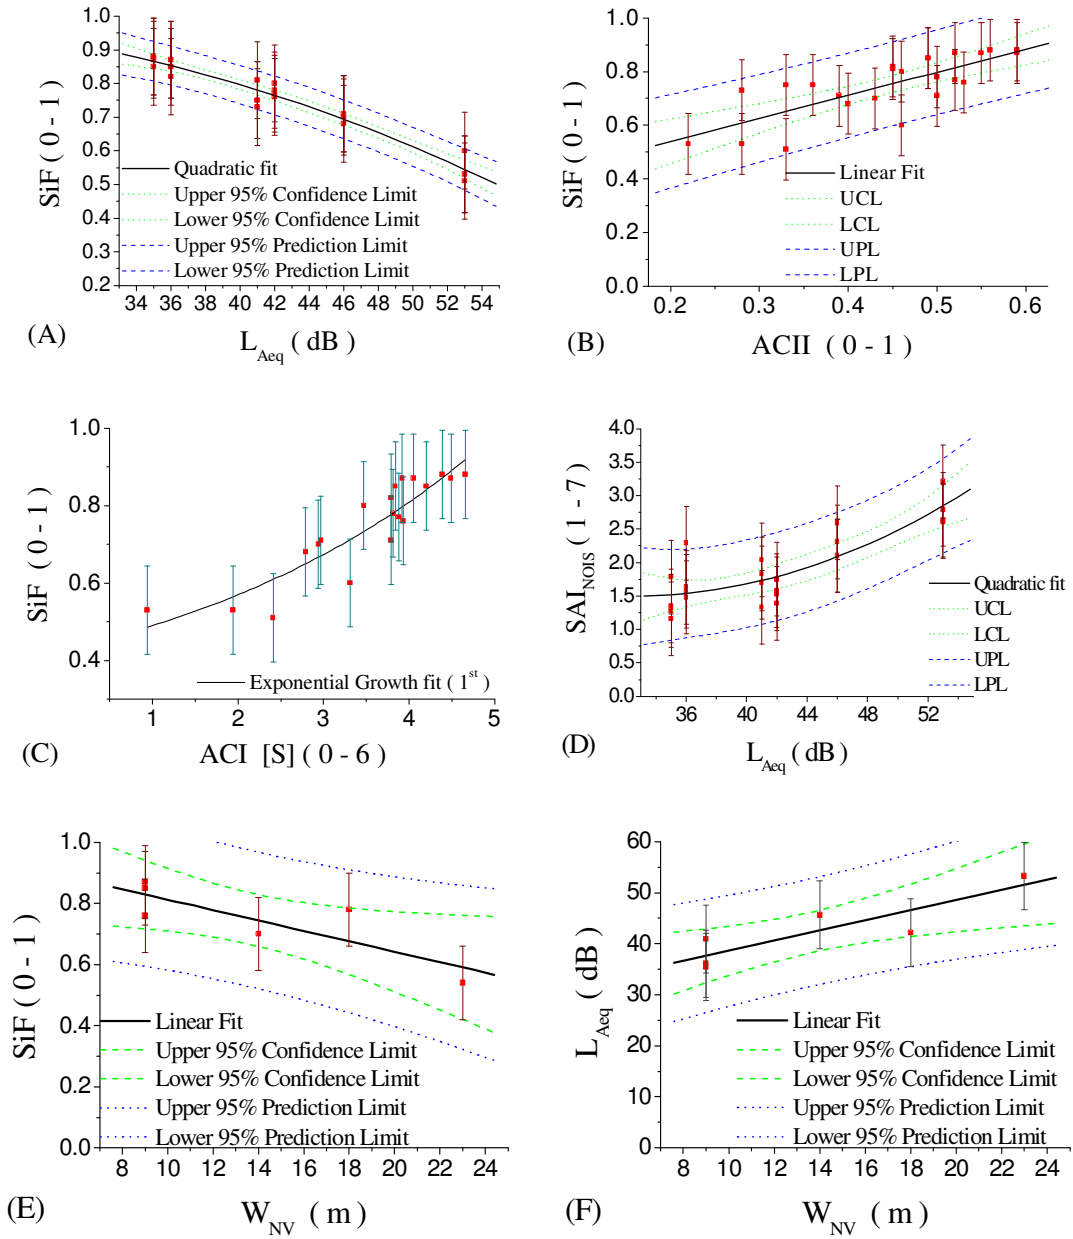 1.0
0.9
0.8
0.7
0.6
0.5
0.4
0.3
0.2
SiF ( 0 - 1 )
Quadratic fit
Upper 95% Confidence Limit
Lower 95% Confidence Limit
Upper 95% Prediction Limit
Lower 95% Prediction Limit
34 36 38 40 42 44 46 48 50 52 54
(A)
L_Aeq ( dB )
1.0
0.8
0.6
0.4
0.2
0.0
SiF ( 0 - 1 )
Linear Fit
UCL
LCL
UPL
LPL
0.2 0.3 0.4 0.5 0.6
(B)
ACII ( 0 - 1 )
1.0
0.8
0.6
0.4
SiF ( 0 - 1 )
Exponential Growth fit ( 1st )
1 2 3 4 5
(C)
ACI [S] ( 0 - 6 )
4.0
3.5
3.0
2.5
2.0
1.5
1.0
0.5
0.0
SAI_NOIS ( 1 - 7 )
Quadratic fit
UCL
LCL
UPL
LPL
36 40 44 48 52
(D)
L_Aeq ( dB )
1.0
0.8
0.6
0.4
0.2
0.0
SiF ( 0 - 1 )
Linear Fit
Upper 95% Confidence Limit
Lower 95% Confidence Limit
Upper 95% Prediction Limit
Lower 95% Prediction Limit
8 10 12 14 16 18 20 22 24
(E)
W_NV ( m )
60
50
40
30
20
10
0
L_Aeq ( dB )
Linear Fit
Upper 95% Confidence Limit
Lower 95% Confidence Limit
Upper 95% Prediction Limit
Lower 95% Prediction Limit
8 10 12 14 16 18 20 22 24
(F)
W_NV ( m )